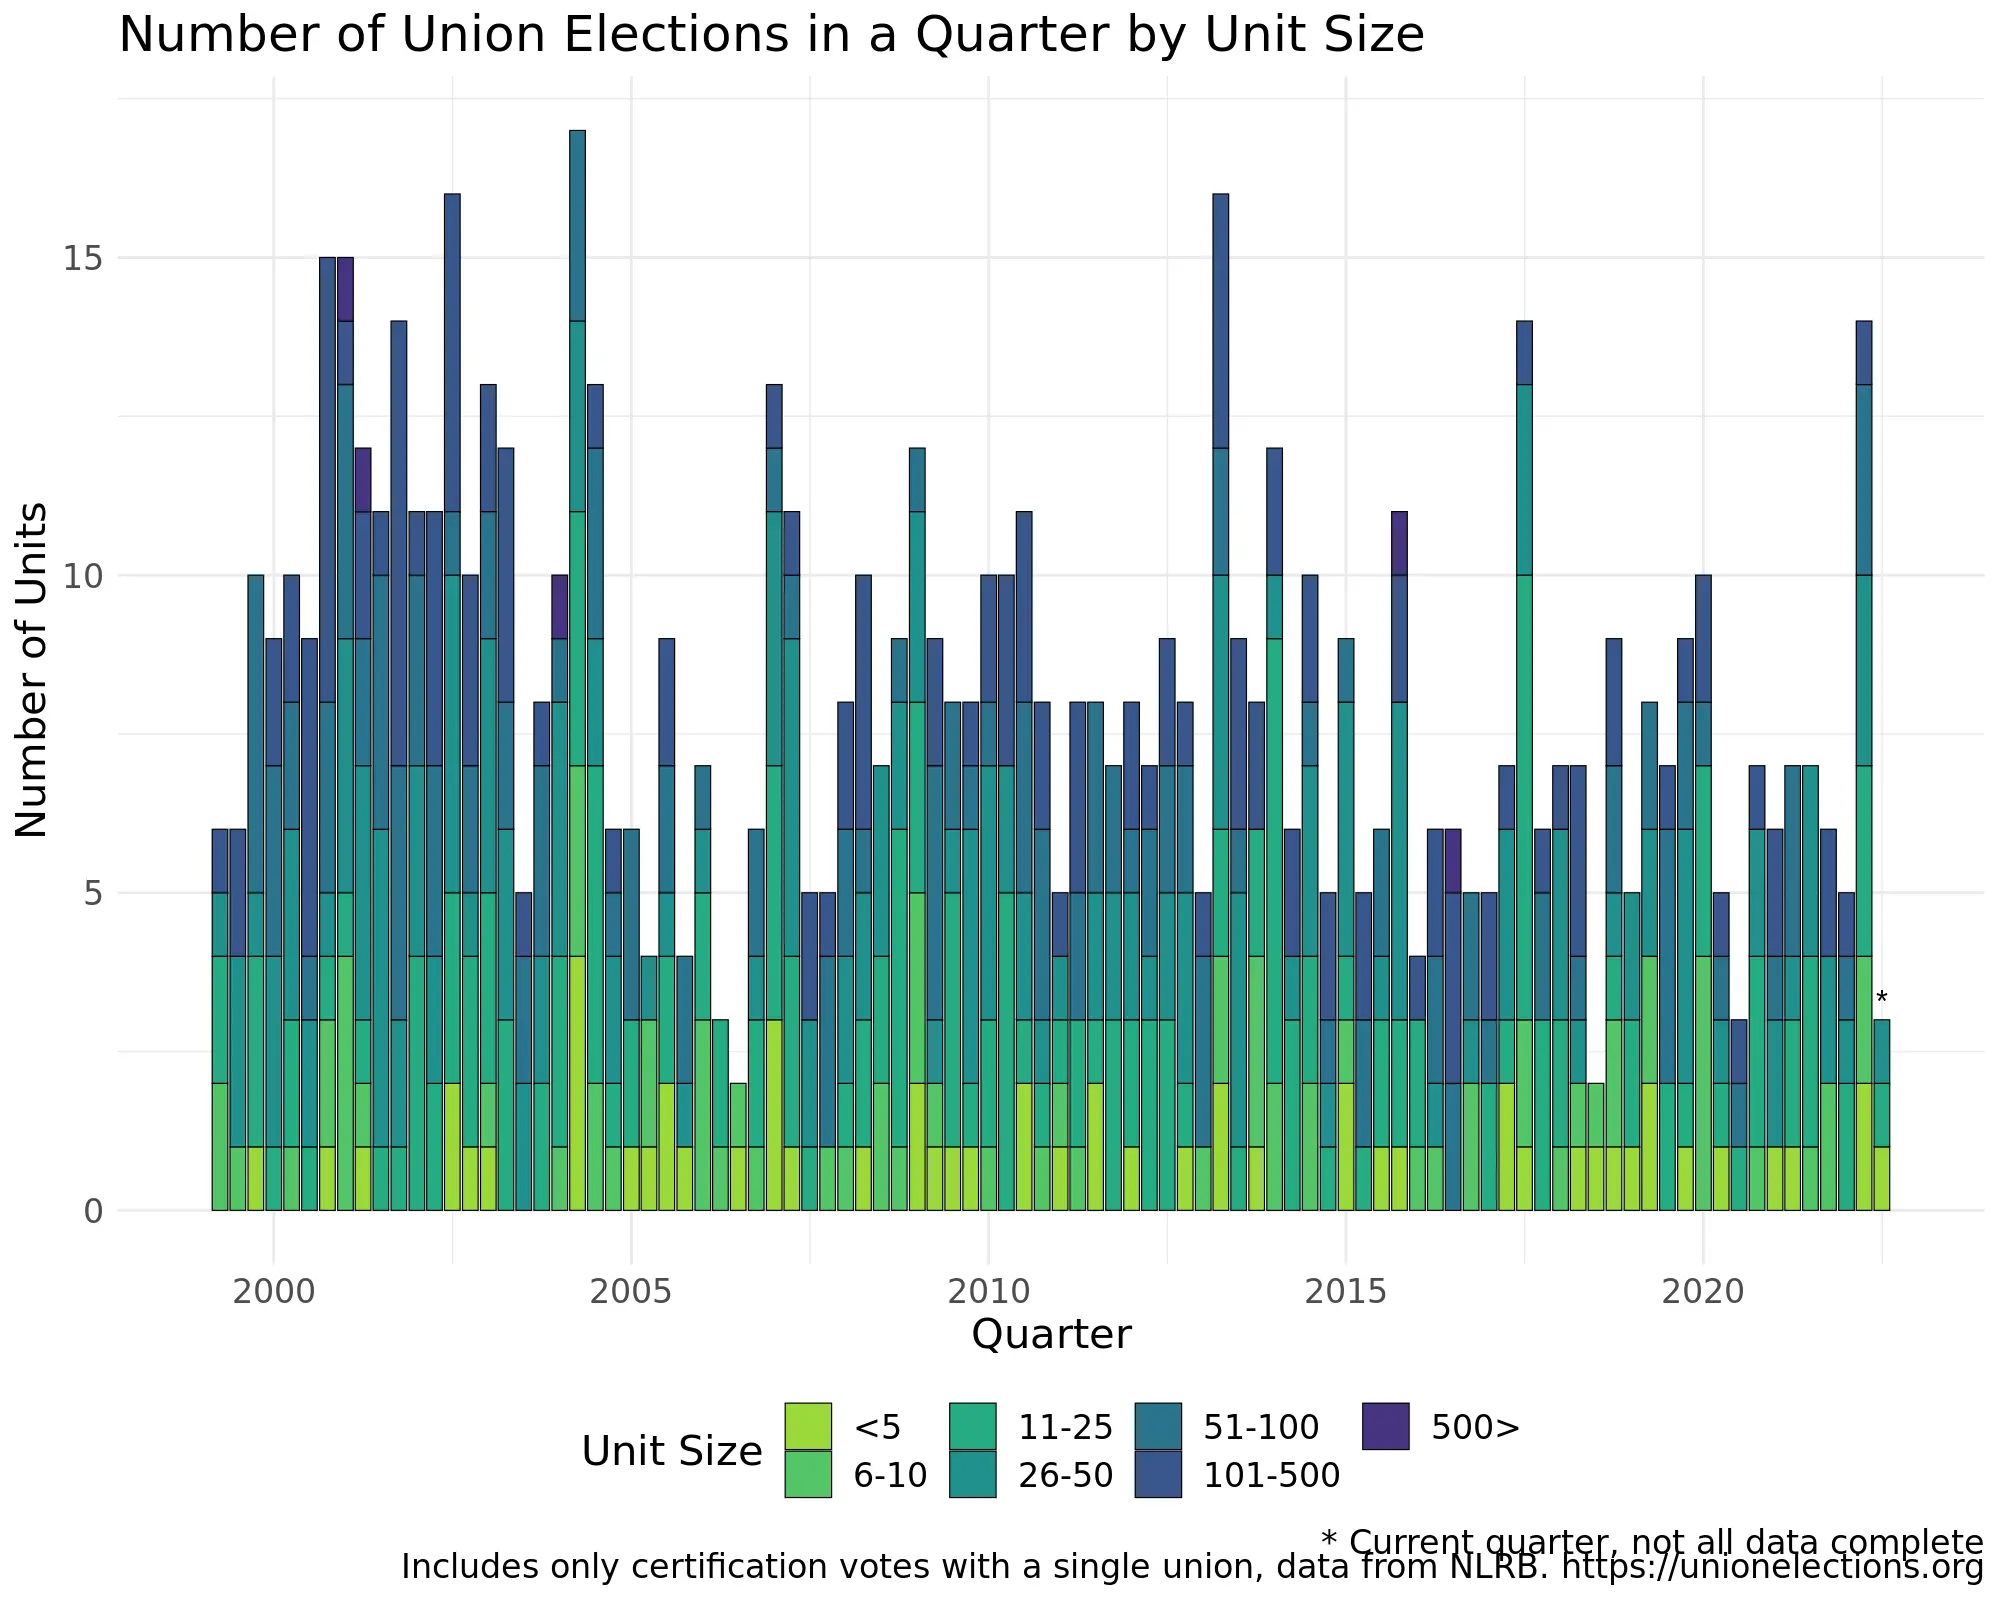 Number of Union Elections in a Quarter by Unit Size
Number of Units
15
10
5
0
*
2000 2005 2010 2015 2020
Quarter
Unit Size
<5 11-25 51-100 500>
6-10 26-50 101-500
* Current quarter, not all data complete
Includes only certification votes with a single union, data from NLRB. https://unionelections.org